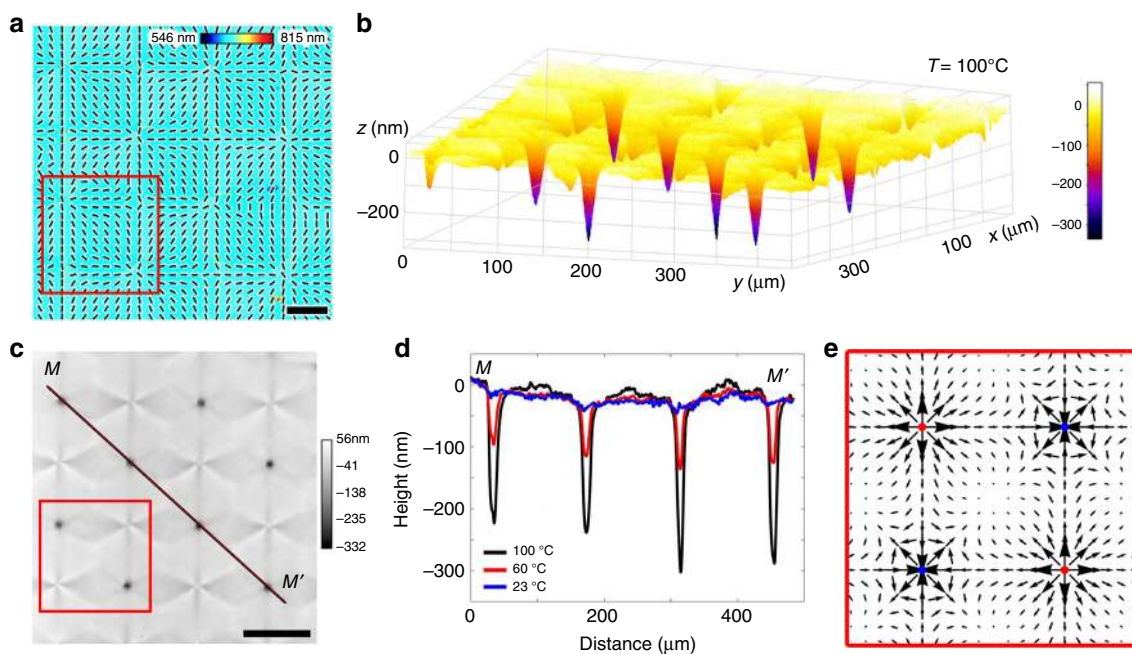 a
546 nm 815 nm
b
T = 100°C
z (nm)
0
−200
0
100
200
300
y (μm)
300
100
x (μm)
0
−100
−200
−300
c
M
M′
56nm
−41
−138
−235
−332
d
M
M′
0
−100
−200
−300
Height (nm)
100 °C
60 °C
23 °C
0
200
400
Distance (μm)
e